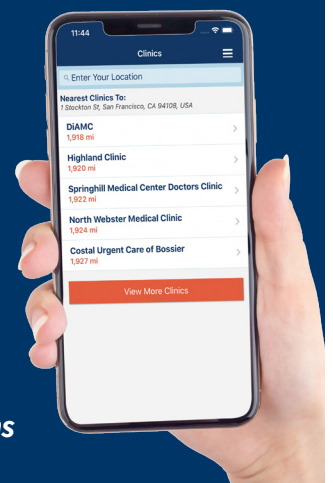 11:44
Clinics
Enter Your Location
Nearest Clinics To:
1 Stockton St, San Francisco, CA 94108, USA
DiAMC
1,918 mi
Highland Clinic
1,920 mi
Springhill Medical Center Doctors Clinic
1,922 mi
North Webster Medical Clinic
1,924 mi
Costal Urgent Care of Bossier
1,927 mi
View More Clinics